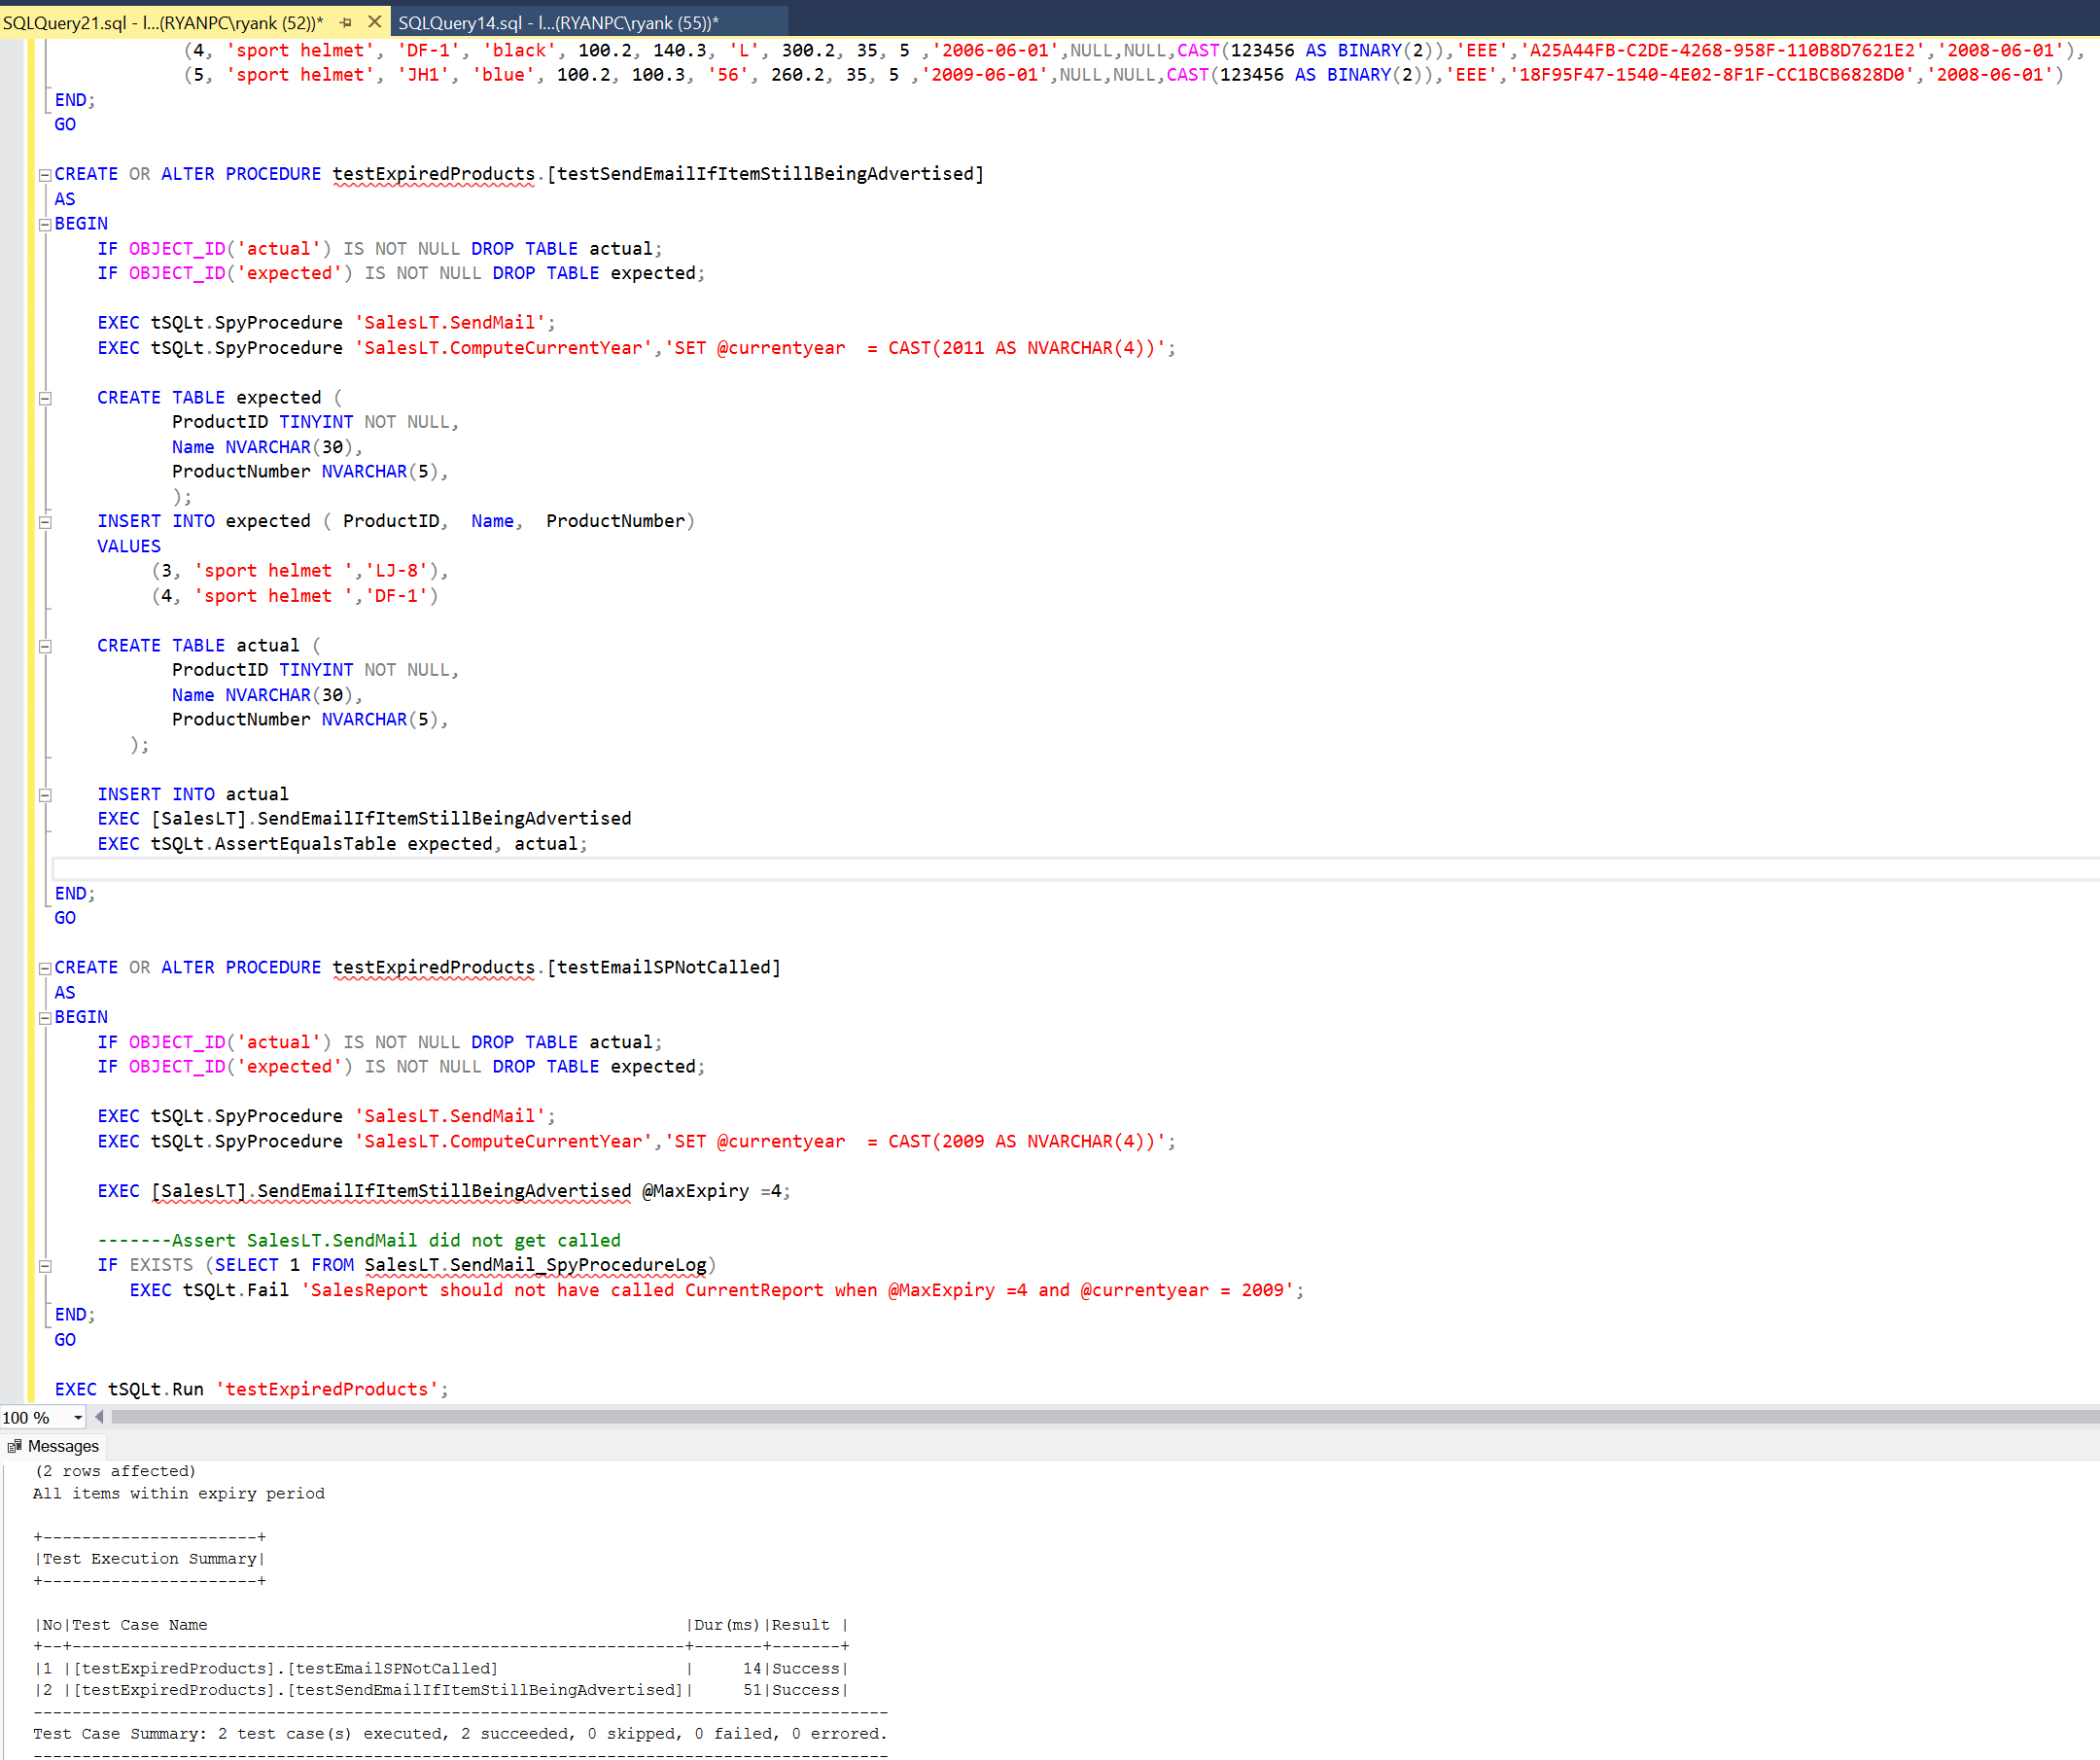 SQLQuery21.sql - l...(RYANPC\ryank (52))* SQLQuery14.sql - l...(RYANPC\ryank (55))*
(4, 'sport helmet', 'DF-1', 'black', 100.2, 140.3, 'L', 300.2, 35, 5 ,'2006-06-01',NULL,NULL,CAST(123456 AS BINARY(2)),'EEE','A25A44FB-C2DE-4268-958F-110B8D7621E2','2008-06-01'),
(5, 'sport helmet', 'JH1', 'blue', 100.2, 100.3, '56', 260.2, 35, 5 ,'2009-06-01',NULL,NULL,CAST(123456 AS BINARY(2)),'EEE','18F95F47-1540-4E02-8F1F-CC1BCB6828D0','2008-06-01')
END;
GO
CREATE OR ALTER PROCEDURE testExpiredProducts.[testSendEmailIfItemStillBeingAdvertised]
AS
BEGIN
IF OBJECT_ID('actual') IS NOT NULL DROP TABLE actual;
IF OBJECT_ID('expected') IS NOT NULL DROP TABLE expected;
EXEC tSQLt.SpyProcedure 'SalesLT.SendMail';
EXEC tSQLt.SpyProcedure 'SalesLT.ComputeCurrentYear','SET @currentyear  = CAST(2011 AS NVARCHAR(4))';
CREATE TABLE expected (
ProductID TINYINT NOT NULL,
Name NVARCHAR(30),
ProductNumber NVARCHAR(5),
);
INSERT INTO expected ( ProductID,  Name,  ProductNumber)
VALUES
(3, 'sport helmet ','LJ-8'),
(4, 'sport helmet ','DF-1')
CREATE TABLE actual (
ProductID TINYINT NOT NULL,
Name NVARCHAR(30),
ProductNumber NVARCHAR(5),
);
INSERT INTO actual
EXEC [SalesLT].SendEmailIfItemStillBeingAdvertised
EXEC tSQLt.AssertEqualsTable expected, actual;
END;
GO
CREATE OR ALTER PROCEDURE testExpiredProducts.[testEmailSPNotCalled]
AS
BEGIN
IF OBJECT_ID('actual') IS NOT NULL DROP TABLE actual;
IF OBJECT_ID('expected') IS NOT NULL DROP TABLE expected;
EXEC tSQLt.SpyProcedure 'SalesLT.SendMail';
EXEC tSQLt.SpyProcedure 'SalesLT.ComputeCurrentYear','SET @currentyear  = CAST(2009 AS NVARCHAR(4))';
EXEC [SalesLT].SendEmailIfItemStillBeingAdvertised @MaxExpiry =4;
-------Assert SalesLT.SendMail did not get called
IF EXISTS (SELECT 1 FROM SalesLT.SendMail_SpyProcedureLog)
EXEC tSQLt.Fail 'SalesReport should not have called CurrentReport when @MaxExpiry =4 and @currentyear = 2009';
END;
GO
EXEC tSQLt.Run 'testExpiredProducts';
100 %
Messages
(2 rows affected)
All items within expiry period
+----------------------+
|Test Execution Summary|
+----------------------+
|No|Test Case Name                                                               |Dur(ms)|Result |
+--+---------------------------------------------------------------+-------+-------+
|1 |[testExpiredProducts].[testEmailSPNotCalled]                   |     14|Success|
|2 |[testExpiredProducts].[testSendEmailIfItemStillBeingAdvertised]|     51|Success|
----------------------------------------------------------------------------------------
Test Case Summary: 2 test case(s) executed, 2 succeeded, 0 skipped, 0 failed, 0 errored.
----------------------------------------------------------------------------------------